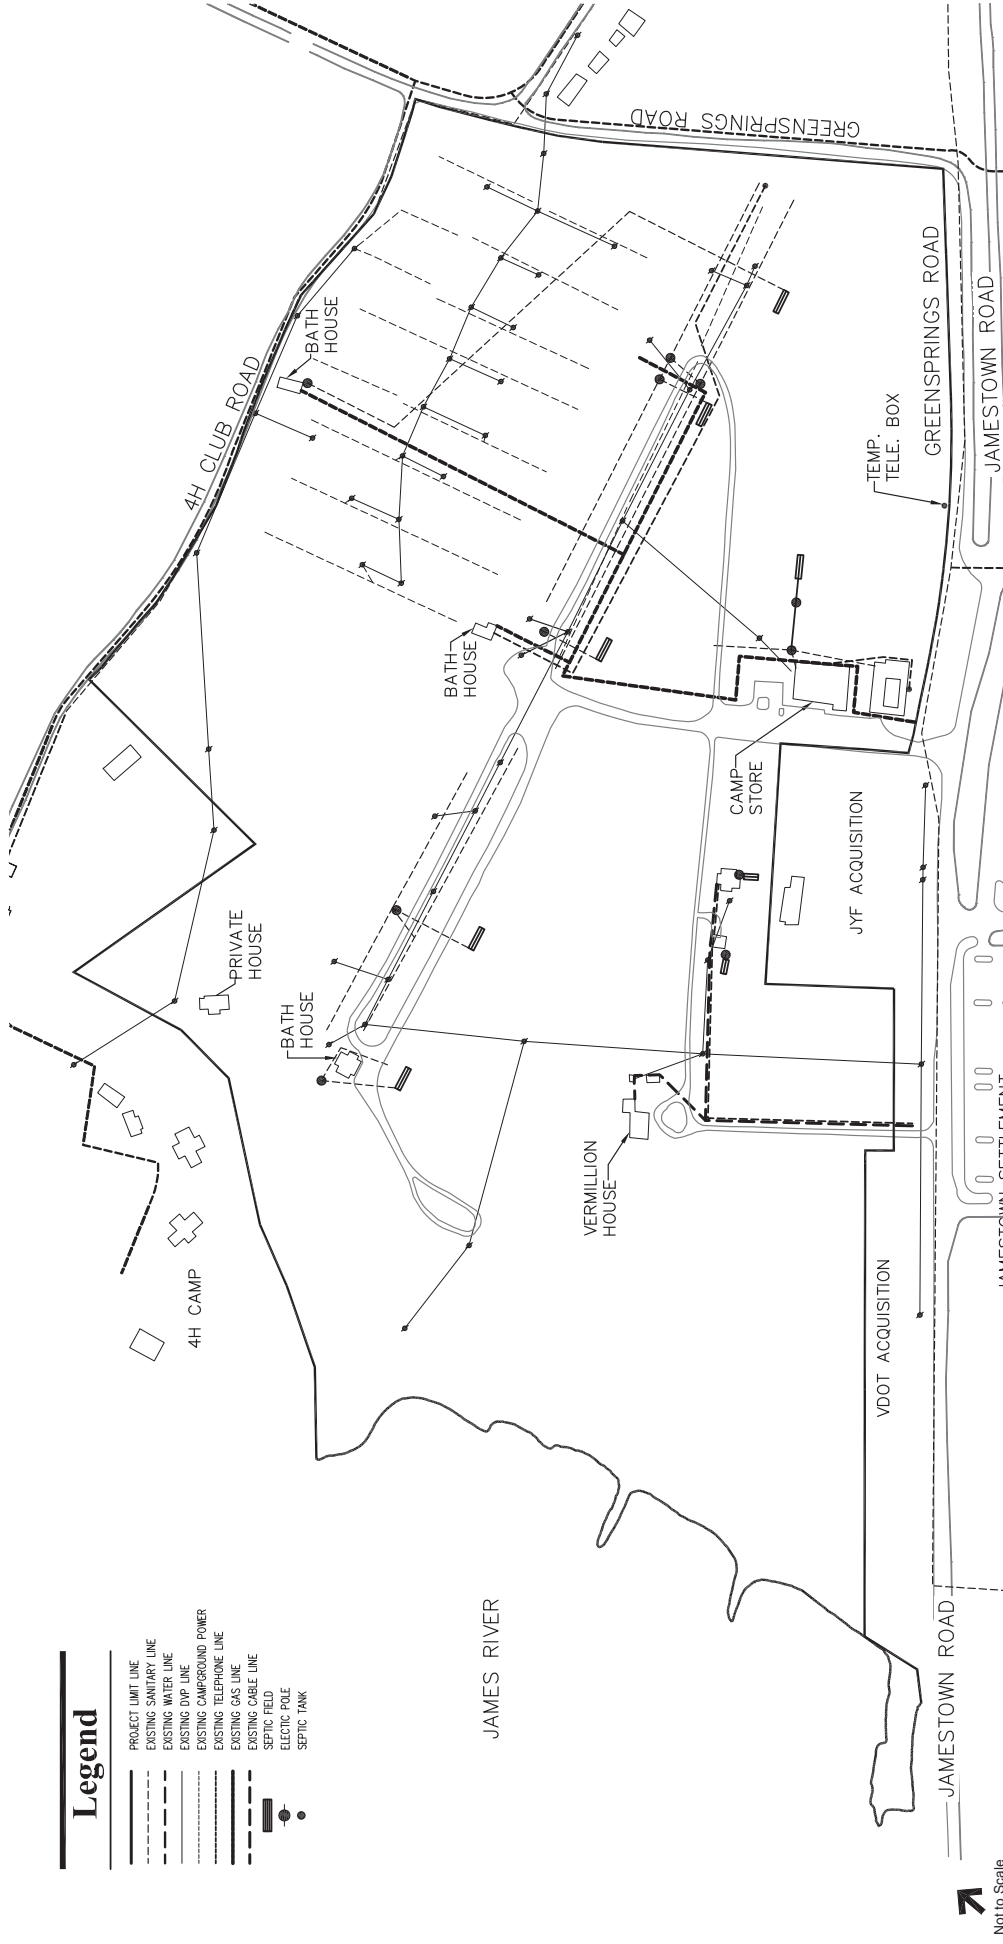 GREENSPRINGS ROAD
4H CLUB ROAD
BATH
HOUSE
GREENSPRINGS ROAD
JAMESTOWN ROAD
TEMP.
TELE. BOX
BATH
HOUSE
CAMP
STORE
JYF ACQUISITION
PRIVATE
HOUSE
BATH
HOUSE
VERMILLION
HOUSE
4H CAMP
VDOT ACQUISITION
JAMESTOWN SETTLEMENT
JAMES RIVER
JAMESTOWN ROAD
Legend
PROJECT LIMIT LINE
EXISTING SANITARY LINE
EXISTING WATER LINE
EXISTING DVP LINE
EXISTING CAMPGROUND POWER
EXISTING TELEPHONE LINE
EXISTING GAS LINE
EXISTING CABLE LINE
SEPTIC FIELD
ELECTIC POLE
SEPTIC TANK
Not to Scale